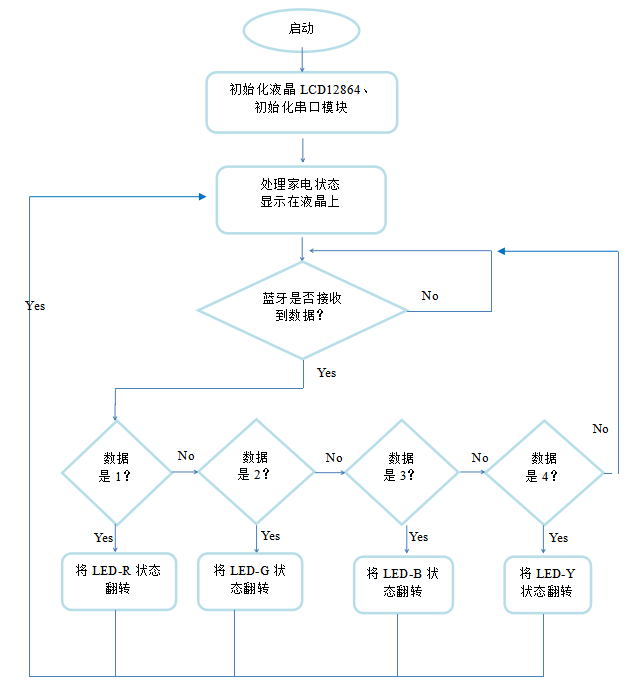 启动
初始化液晶 LCD12864、
初始化串口模块
处理家电状态
显示在液晶上
Yes
蓝牙是否接收
到数据?
No
Yes
No
数据
是 1?
No
数据
是 2?
No
数据
是 3?
No
数据
是 4?
Yes
Yes
Yes
Yes
将 LED-R 状态
翻转
将 LED-G 状
态翻转
将 LED-B 状
态翻转
将 LED-Y
状态翻转